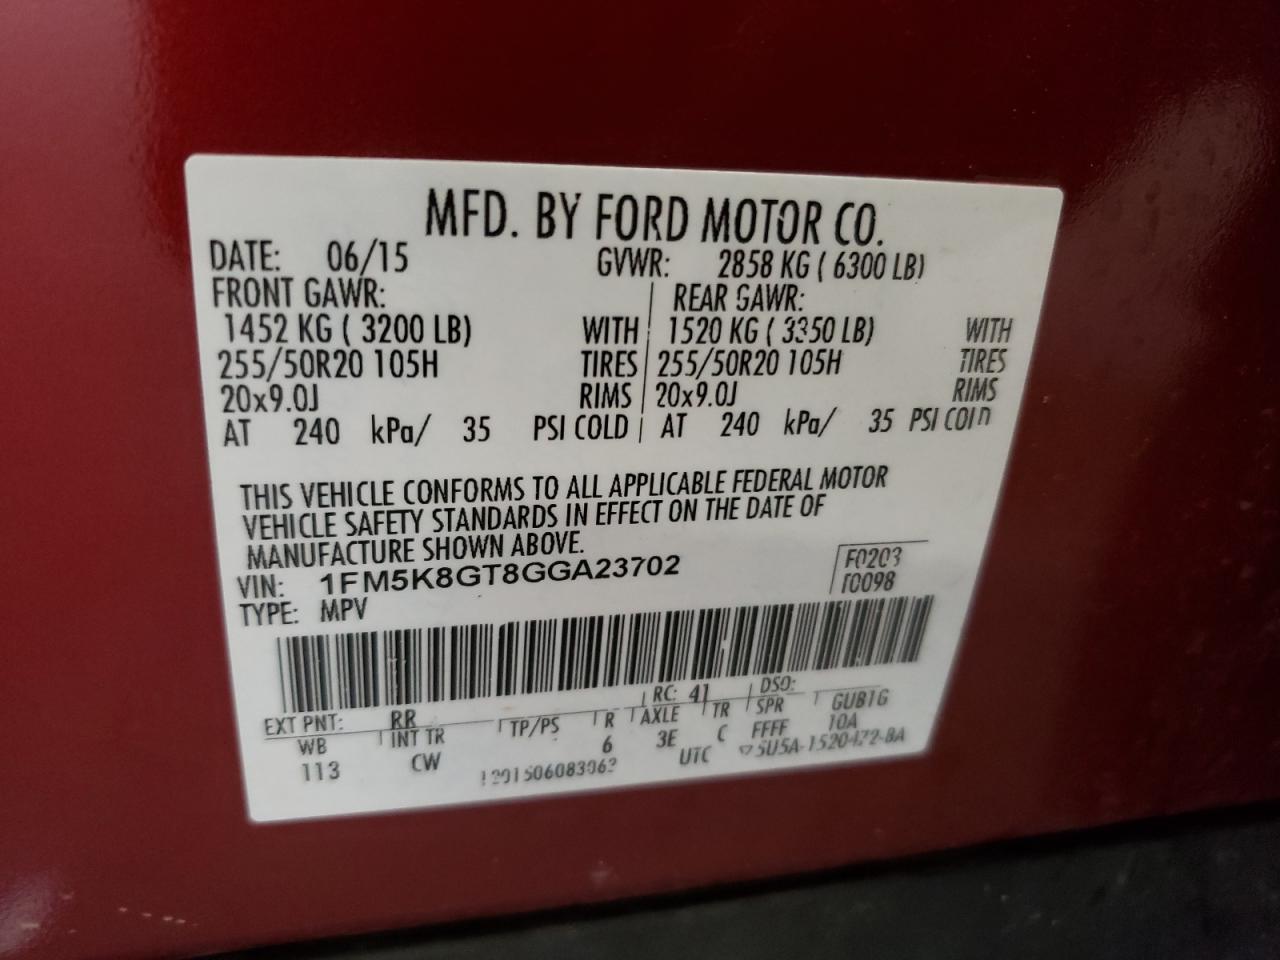 MFD. BY FORD MOTOR CO.
DATE: 06/15 GVWR: 2858 KG ( 6300 LB)
FRONT GAWR: REAR GAWR:
1452 KG ( 3200 LB) WITH 1520 KG ( 3350 LB) WITH
255/50R20 105H TIRES 255/50R20 105H TIRES
20x9.0J RIMS 20x9.0J RIMS
AT 240 kPa/ 35 PSI COLD AT 240 kPa/ 35 PSI COLD
THIS VEHICLE CONFORMS TO ALL APPLICABLE FEDERAL MOTOR
VEHICLE SAFETY STANDARDS IN EFFECT ON THE DATE OF
MANUFACTURE SHOWN ABOVE.
VIN: 1FM5K8GT8GGA23702 F0203
TYPE: MPV T0098
EXT PNT: RR RC: 41 DSO:
WB INT TR TP/PS R AXLE TR SPR GUB1G
113 CW 6 3E C FFFF 10A
UTC